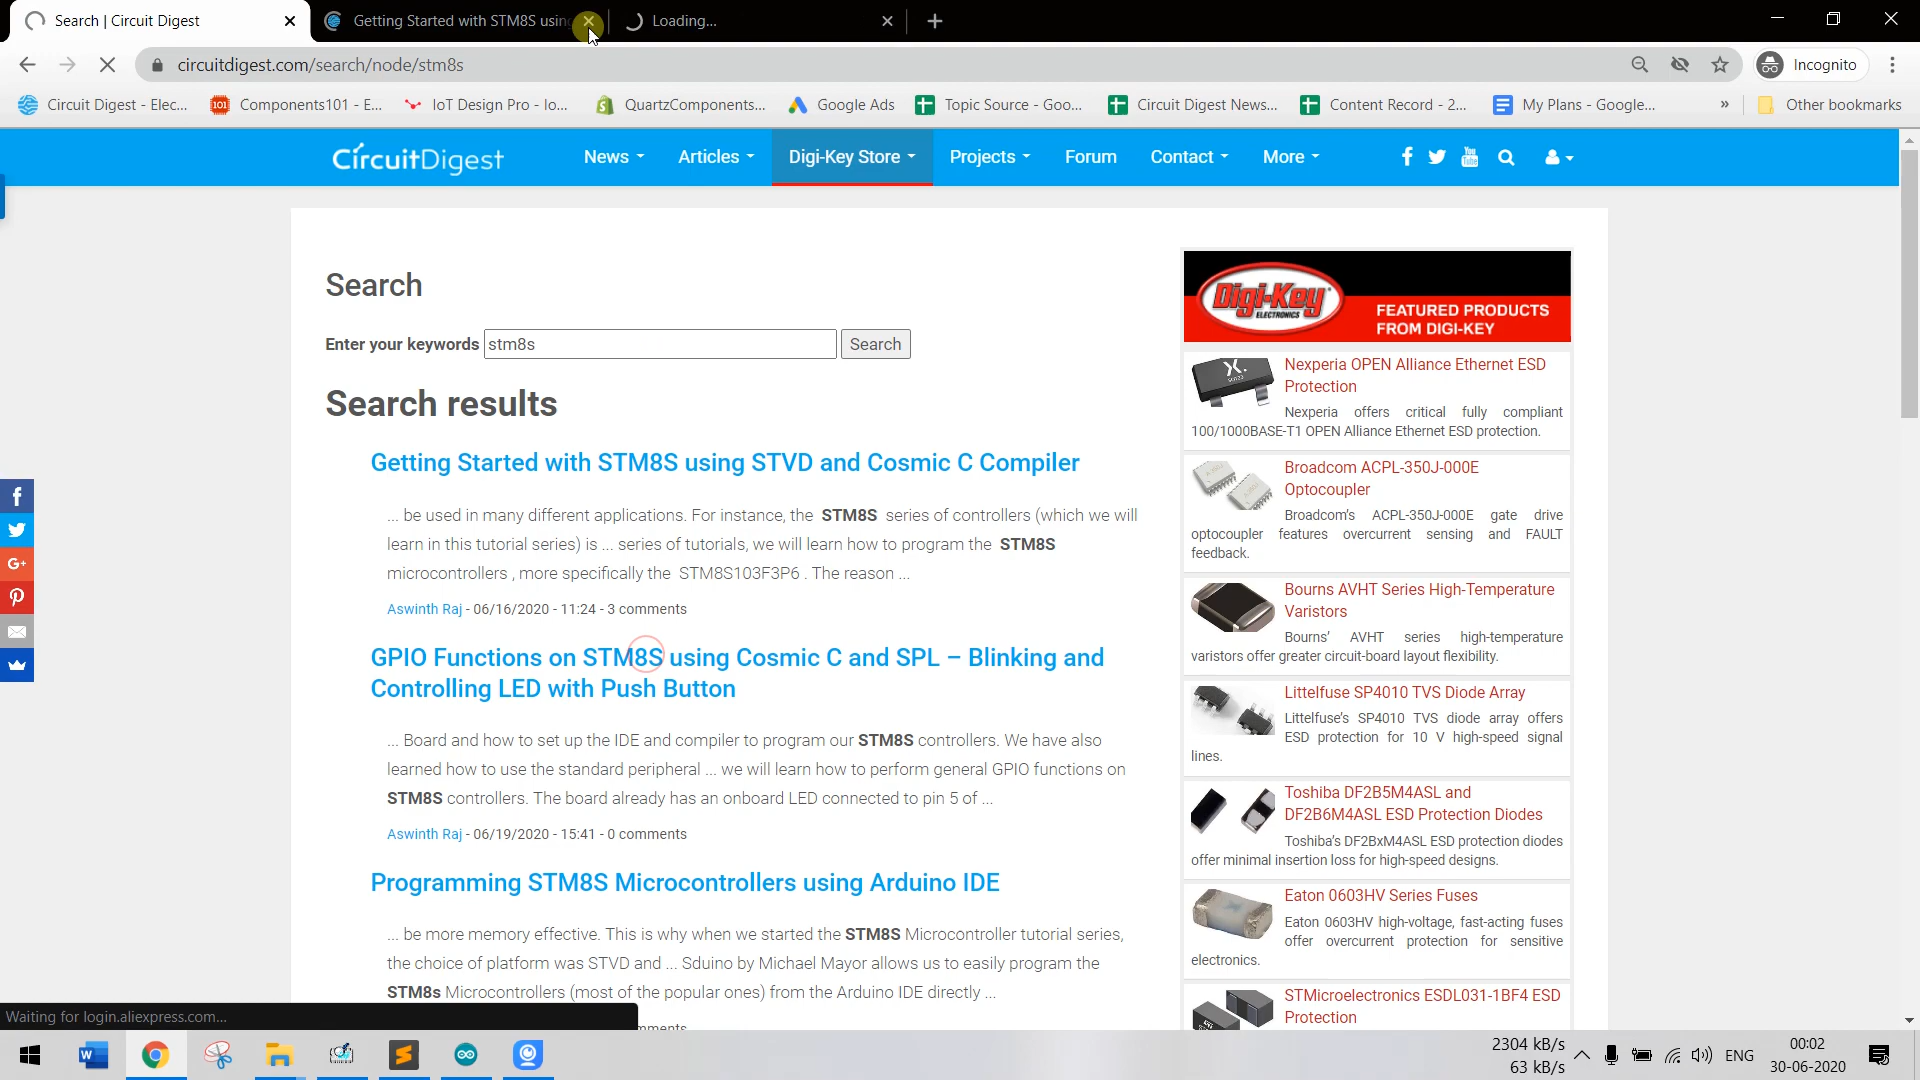 Search | Circuit Digest
Getting Started with STM8S usin
Loading...
circuitdigest.com/search/node/stm8s
Incognito
Circuit Digest - Elec...
101
Components101 - E...
IoT Design Pro - Io...
QuartzComponents...
Google Ads
Topic Source - Goo...
Circuit Digest News...
Content Record - 2...
My Plans - Google...
»
Other bookmarks
CircuitDigest
News
Articles
Digi-Key Store
Projects
Forum
Contact
More
You Tube
Search
Enter your keywords stm8s Search
Search results
Getting Started with STM8S using STVD and Cosmic C Compiler
... be used in many different applications. For instance, the STM8S series of controllers (which we will
learn in this tutorial series) is ... series of tutorials, we will learn how to program the STM8S
microcontrollers , more specifically the STM8S103F3P6 . The reason ...
Aswinth Raj - 06/16/2020 - 11:24 - 3 comments
GPIO Functions on STM8S using Cosmic C and SPL – Blinking and
Controlling LED with Push Button
... Board and how to set up the IDE and compiler to program our STM8S controllers. We have also
learned how to use the standard peripheral ... we will learn how to perform general GPIO functions on
STM8S controllers. The board already has an onboard LED connected to pin 5 of ...
Aswinth Raj - 06/19/2020 - 15:41 - 0 comments
Programming STM8S Microcontrollers using Arduino IDE
... be more memory effective. This is why when we started the STM8S Microcontroller tutorial series,
the choice of platform was STVD and ... Sduino by Michael Mayor allows us to easily program the
STM8s Microcontrollers (most of the popular ones) from the Arduino IDE directly ...
Digi-Key
ELECTRONICS
FEATURED PRODUCTS
FROM DIGI-KEY
Nexperia OPEN Alliance Ethernet ESD
Protection
Nexperia offers critical fully compliant
100/1000BASE-T1 OPEN Alliance Ethernet ESD protection.
Broadcom ACPL-350J-000E
Optocoupler
Broadcom's ACPL-350J-000E gate drive
optocoupler features overcurrent sensing and FAULT
feedback.
Bourns AVHT Series High-Temperature
Varistors
Bourns' AVHT series high-temperature
varistors offer greater circuit-board layout flexibility.
Littelfuse SP4010 TVS Diode Array
Littelfuse's SP4010 TVS diode array offers
ESD protection for 10 V high-speed signal
lines.
Toshiba DF2B5M4ASL and
DF2B6M4ASL ESD Protection Diodes
Toshiba's DF2BxM4ASL ESD protection diodes
offer minimal insertion loss for high-speed designs.
Eaton 0603HV Series Fuses
Eaton 0603HV high-voltage, fast-acting fuses
offer overcurrent protection for sensitive
electronics.
STMicroelectronics ESDL031-1BF4 ESD
Protection
Waiting for login.aliexpress.com...
2304 kB/s
63 kB/s
ENG
00:02
30-06-2020